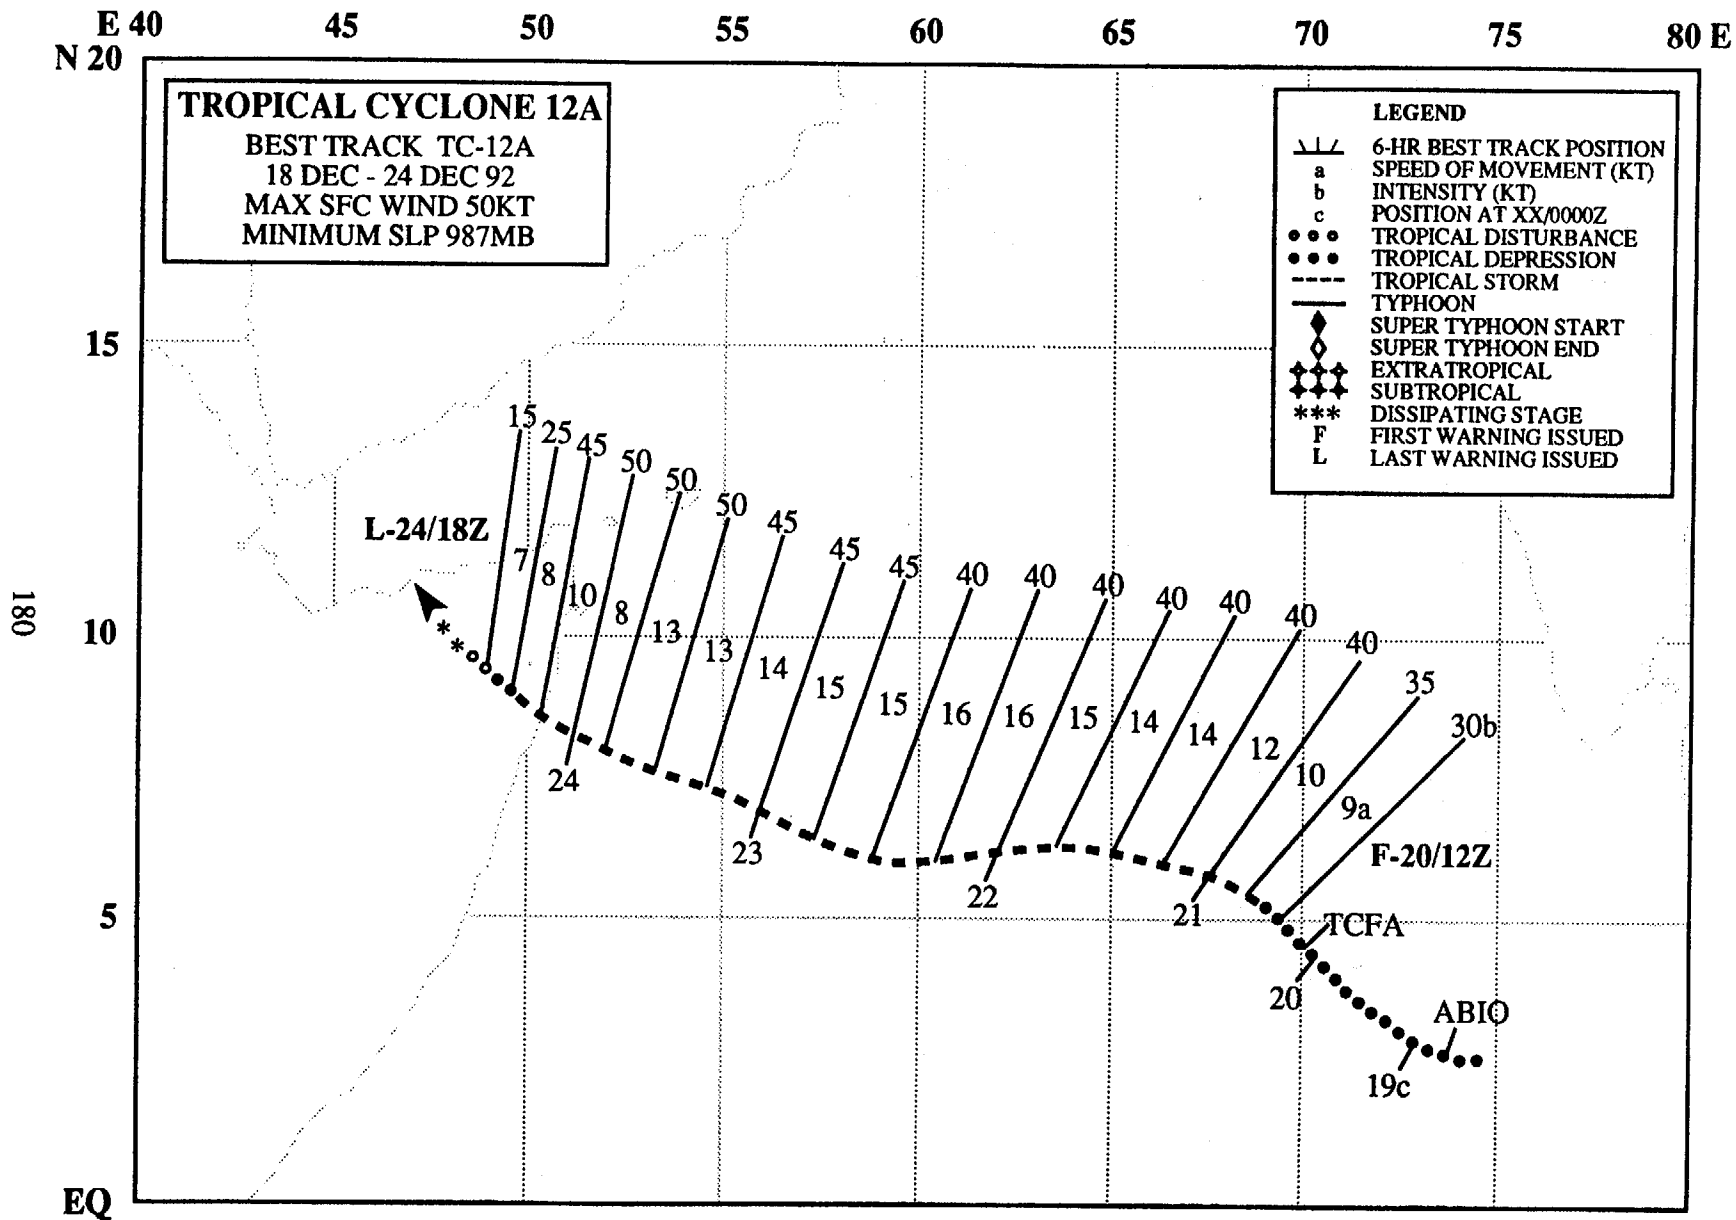 E 40 45 50 55 60 65 70 75 80 E
N 20
TROPICAL CYCLONE 12A
BEST TRACK TC-12A
18 DEC - 24 DEC 92
MAX SFC WIND 50KT
MINIMUM SLP 987MB
LEGEND
6-HR BEST TRACK POSITION
a SPEED OF MOVEMENT (KT)
b INTENSITY (KT)
c POSITION AT XX/0000Z
TROPICAL DISTURBANCE
TROPICAL DEPRESSION
TROPICAL STORM
TYPHOON
SUPER TYPHOON START
SUPER TYPHOON END
EXTRATROPICAL
SUBTROPICAL
*** DISSIPATING STAGE
F FIRST WARNING ISSUED
L LAST WARNING ISSUED
15
10
5
EQ
180
15 25 45 50 50 50 45 45 45 40 40 40 40 40 40 40 35 30b
L-24/18Z
7 8 10 8 13 13 14 15 15 16 16 15 14 14 12 10 9a
F-20/12Z
24 23 22 21 20 19c
TCFA
ABIO
* *